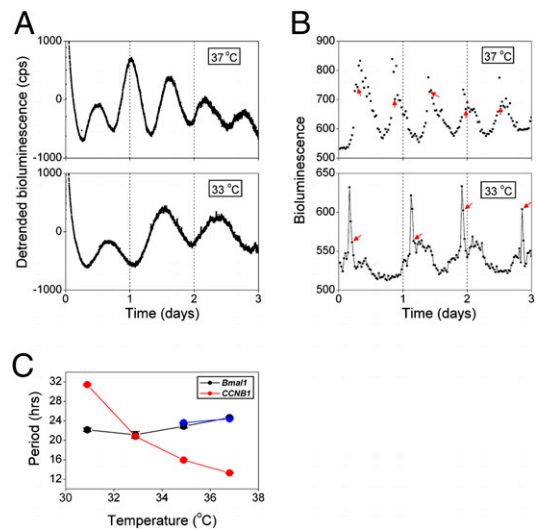 A
37 °C
1000
0
-1000
33 °C
1000
0
-1000
0 1 2 3
Time (days)
Detrended bioluminescence (cps)
B
37 °C
900
800
700
600
500
33 °C
650
600
550
500
0 1 2 3
Time (days)
Bioluminescence
C
Bmal1
CCNB1
32
28
24
20
16
12
30 32 34 36 38
Temperature (°C)
Period (hrs)